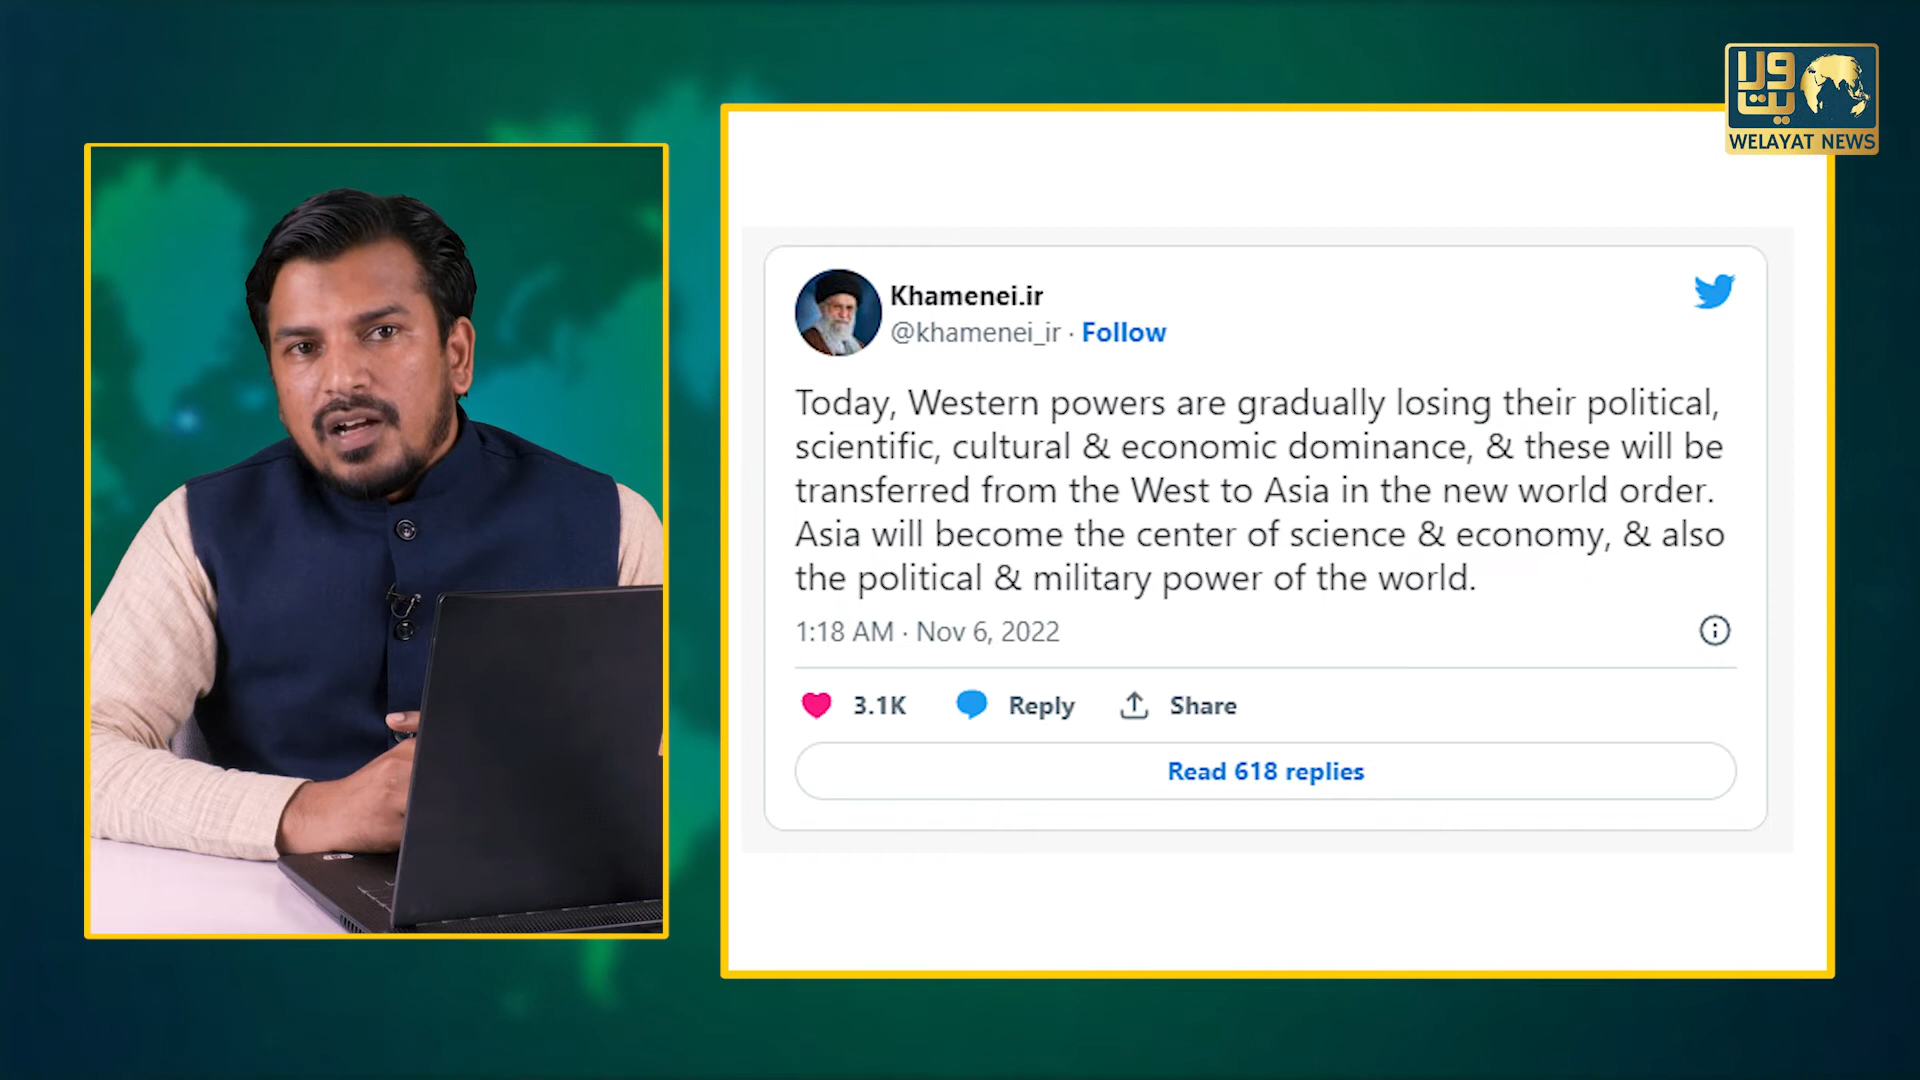 ولایت
WELAYAT NEWS
Khamenei.ir
@khamenei_ir · Follow
Today, Western powers are gradually losing their political,
scientific, cultural & economic dominance, & these will be
transferred from the West to Asia in the new world order.
Asia will become the center of science & economy, & also
the political & military power of the world.
1:18 AM · Nov 6, 2022
3.1K Reply Share
Read 618 replies